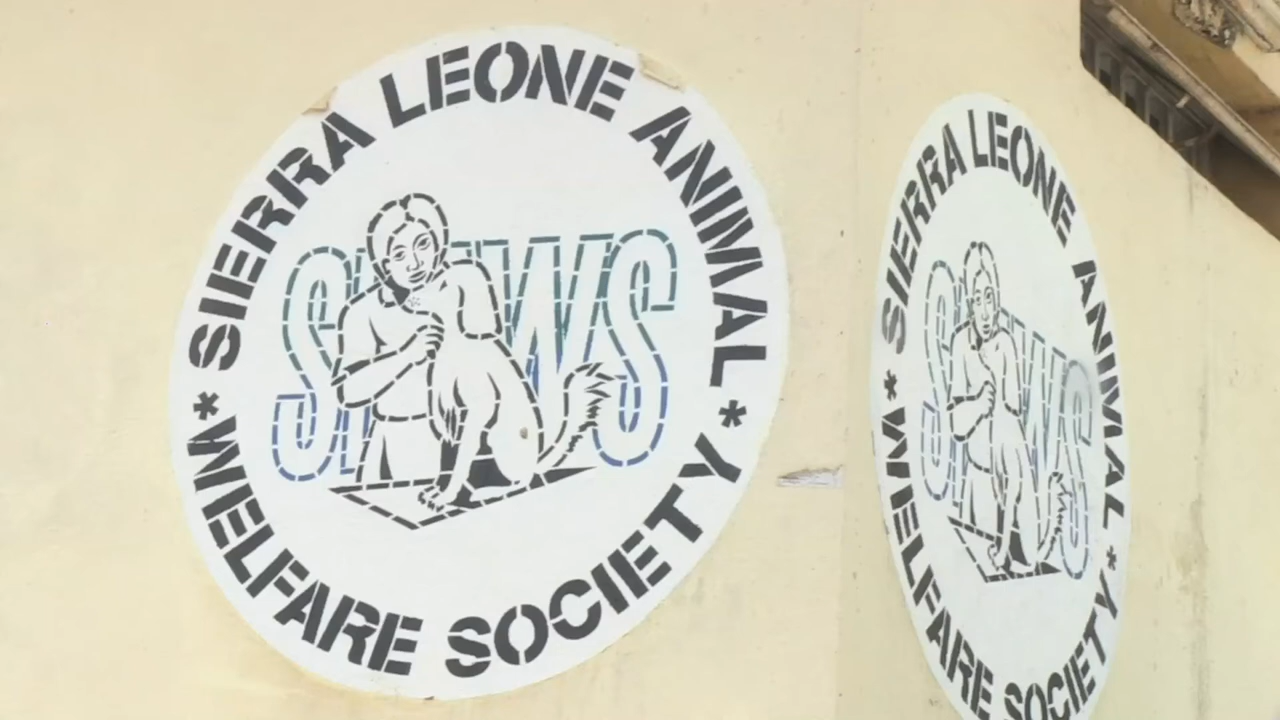 SIERRA LEONE ANIMAL
* WELFARE SOCIETY *
SLAWS
SIERRA LEONE ANIMAL
* WELFARE SOCIETY *
SLAWS